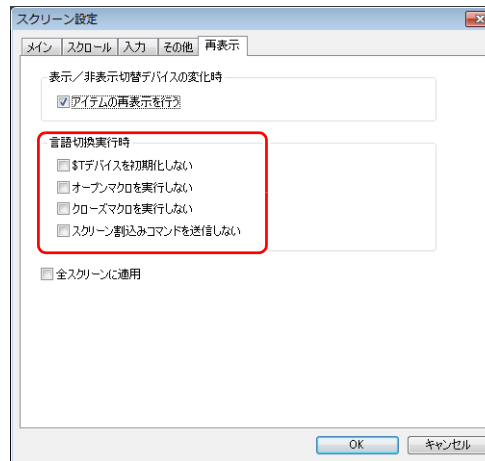 スクリーン設定
メイン スクロール 入力 その他 再表示
表示／非表示切替デバイスの変化時
アイテムの再表示を行う
言語切換実行時
$Tデバイスを初期化しない
オープンマクロを実行しない
クローズマクロを実行しない
スクリーン割込みコマンドを送信しない
全スクリーンに適用
OK キャンセル